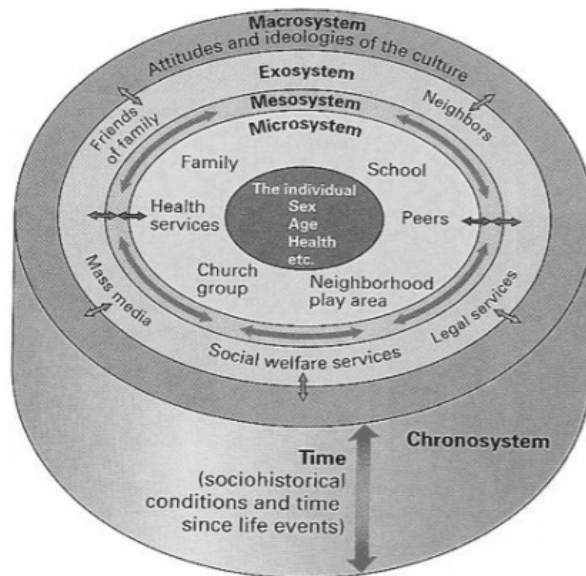 Macrosystem
Attitudes and ideologies of the culture
Exosystem
Mesosystem
Microsystem
Friends
of family
Neighbors
Family
School
The individual
Sex
Age
Health
etc.
Health
services
Peers
Church
group
Neighborhood
play area
Mass media
Legal services
Social welfare services
Chronosystem
Time
(sociohistorical
conditions and time
since life events)